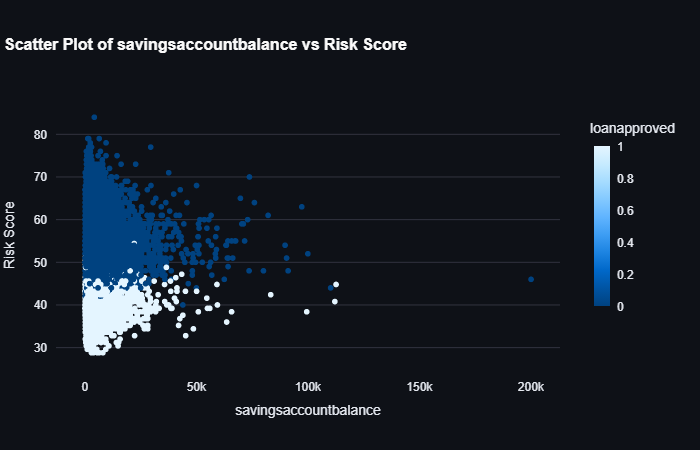 Scatter Plot of savingsaccountbalance vs Risk Score
loanapproved
1
0.8
0.6
0.4
0.2
0
Risk Score
80
70
60
50
40
30
0 50k 100k 150k 200k
savingsaccountbalance